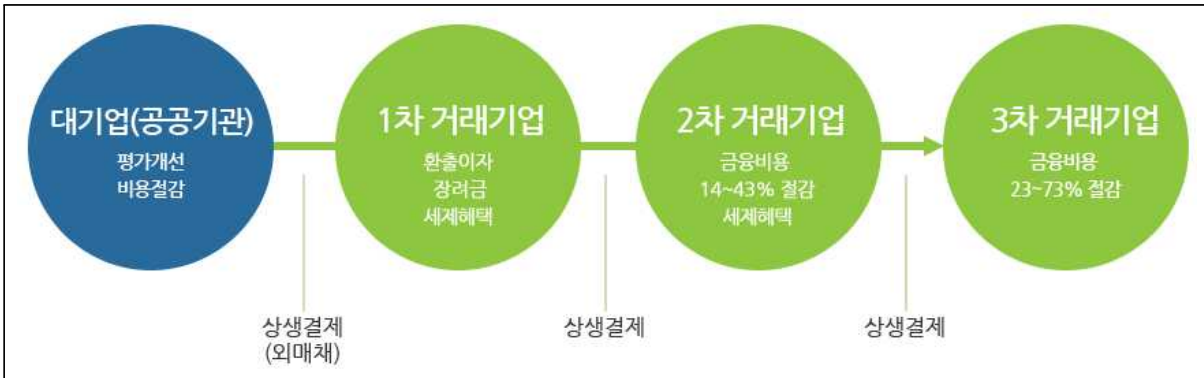 대기업(공공기관)
평가개선
비용절감
1차 거래기업
환출이자
장려금
세제혜택
2차 거래기업
금융비용
14~43% 절감
세제혜택
3차 거래기업
금융비용
23~73% 절감
상생결제
(외매채)
상생결제
상생결제